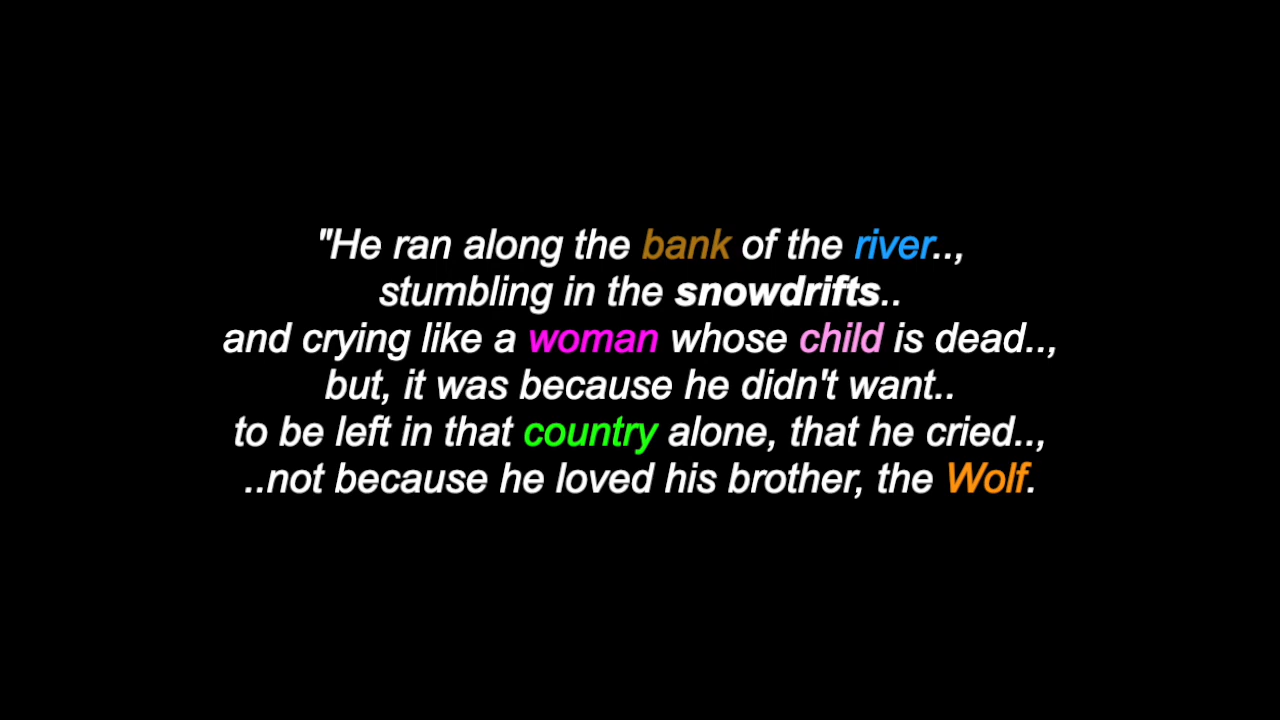 "He ran along the bank of the river..,
stumbling in the snowdrifts..
and crying like a woman whose child is dead..,
but, it was because he didn't want..
to be left in that country alone, that he cried..,
..not because he loved his brother, the Wolf.